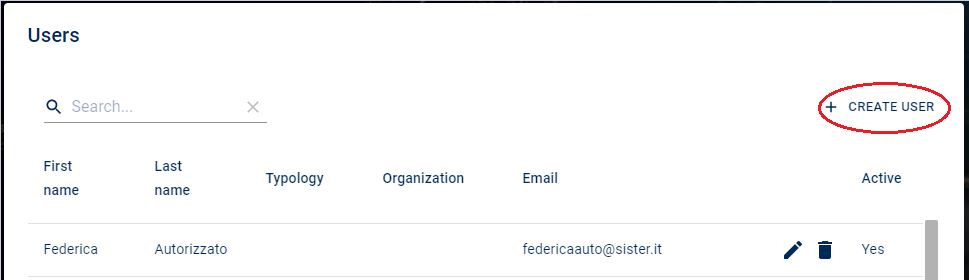 Users
Search...
+ CREATE USER
First name
Last name
Typology
Organization
Email
Active
Federica
Autorizzato
federicaauto@sister.it
Yes